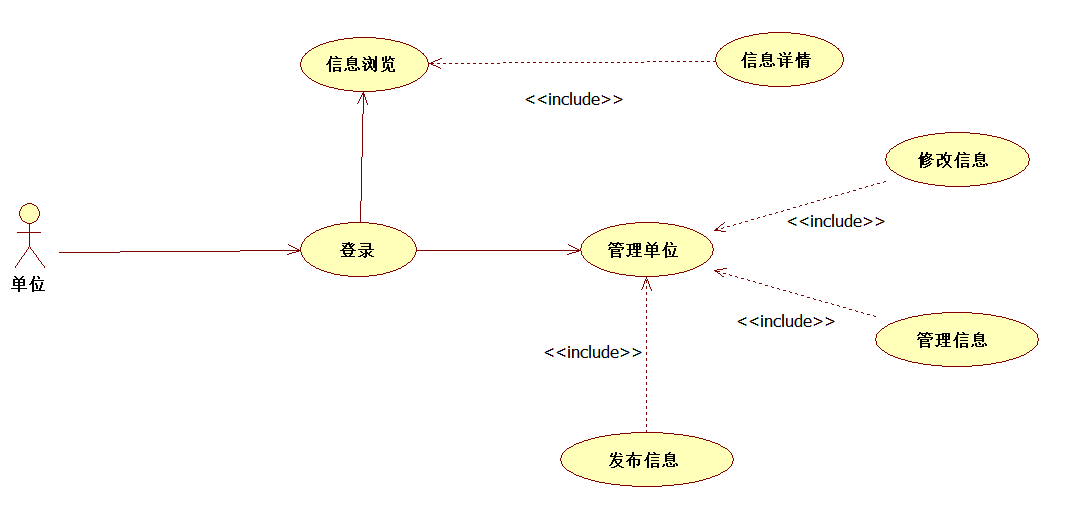 信息浏览
信息详情
<<include>>
修改信息
<<include>>
单位
登录
管理单位
<<include>>
管理信息
<<include>>
发布信息